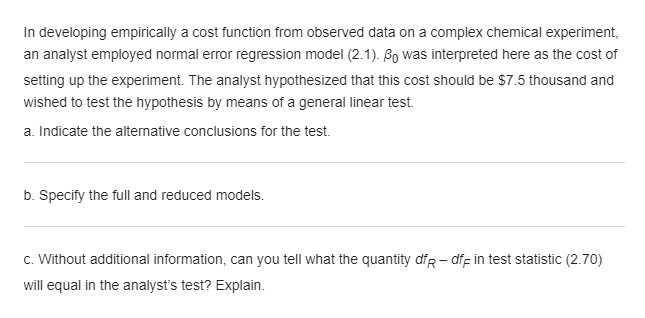 In developing empirically a cost function from observed data on a complex chemical experiment,
an analyst employed normal error regression model (2.1). β₀ was interpreted here as the cost of
setting up the experiment. The analyst hypothesized that this cost should be $7.5 thousand and
wished to test the hypothesis by means of a general linear test.
a. Indicate the alternative conclusions for the test.
b. Specify the full and reduced models.
c. Without additional information, can you tell what the quantity df_R – df_F in test statistic (2.70)
will equal in the analyst's test? Explain.